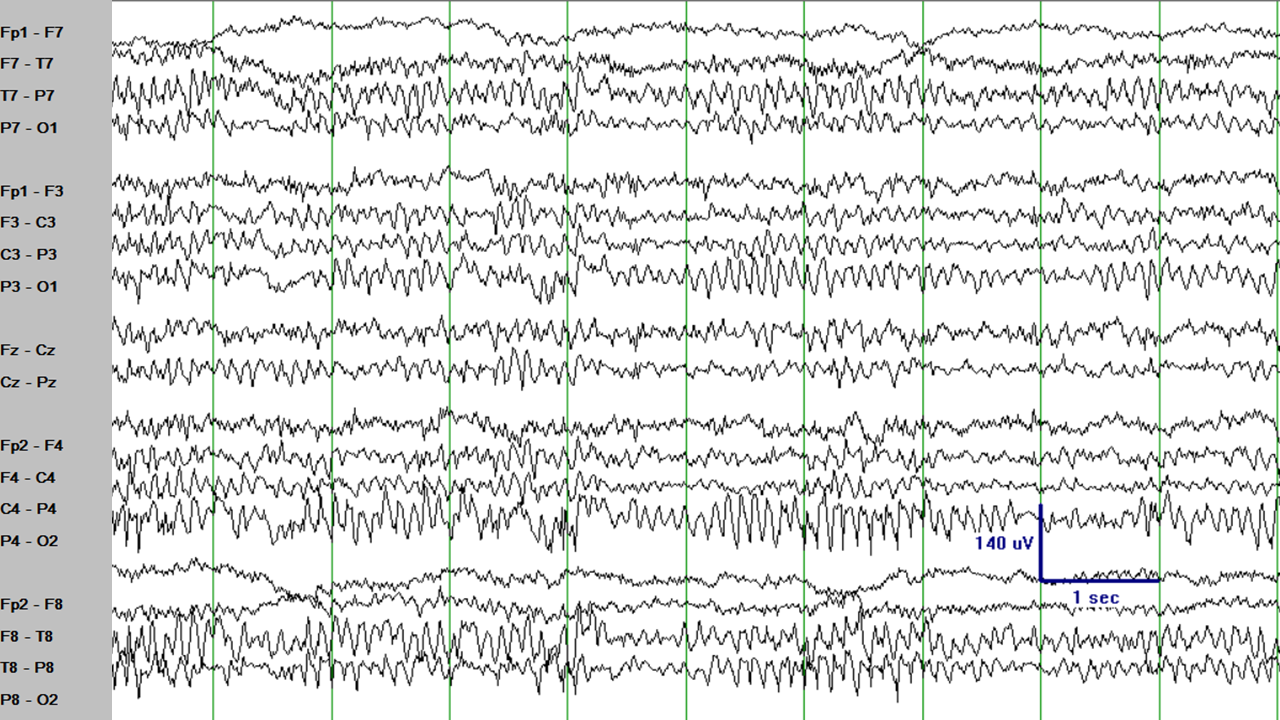 Fp1 - F7
F7 - T7
T7 - P7
P7 - O1
Fp1 - F3
F3 - C3
C3 - P3
P3 - O1
Fz - Cz
Cz - Pz
Fp2 - F4
F4 - C4
C4 - P4
P4 - O2
140 uV
1 sec
Fp2 - F8
F8 - T8
T8 - P8
P8 - O2